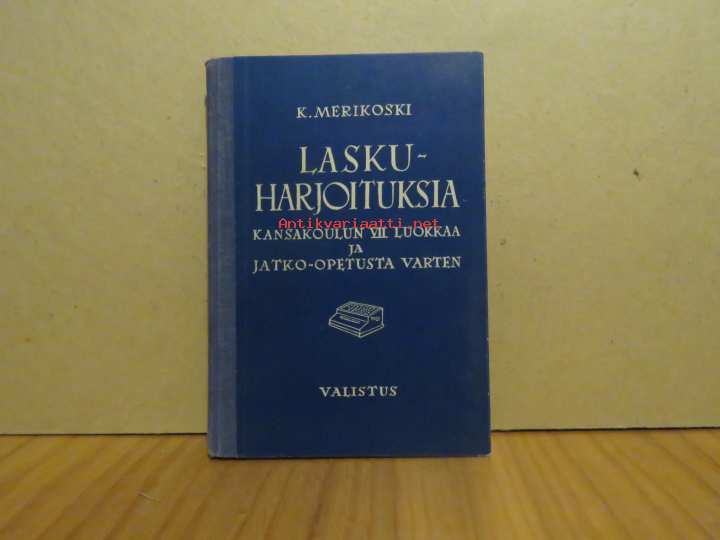 K. MERIKOSKI
LASKU-
HARJOITUKSIA
Antikvariaatti.net
KANSAKOULUN VII LUOKKAA
JA
JATKO-OPETUSTA VARTEN
VALISTUS